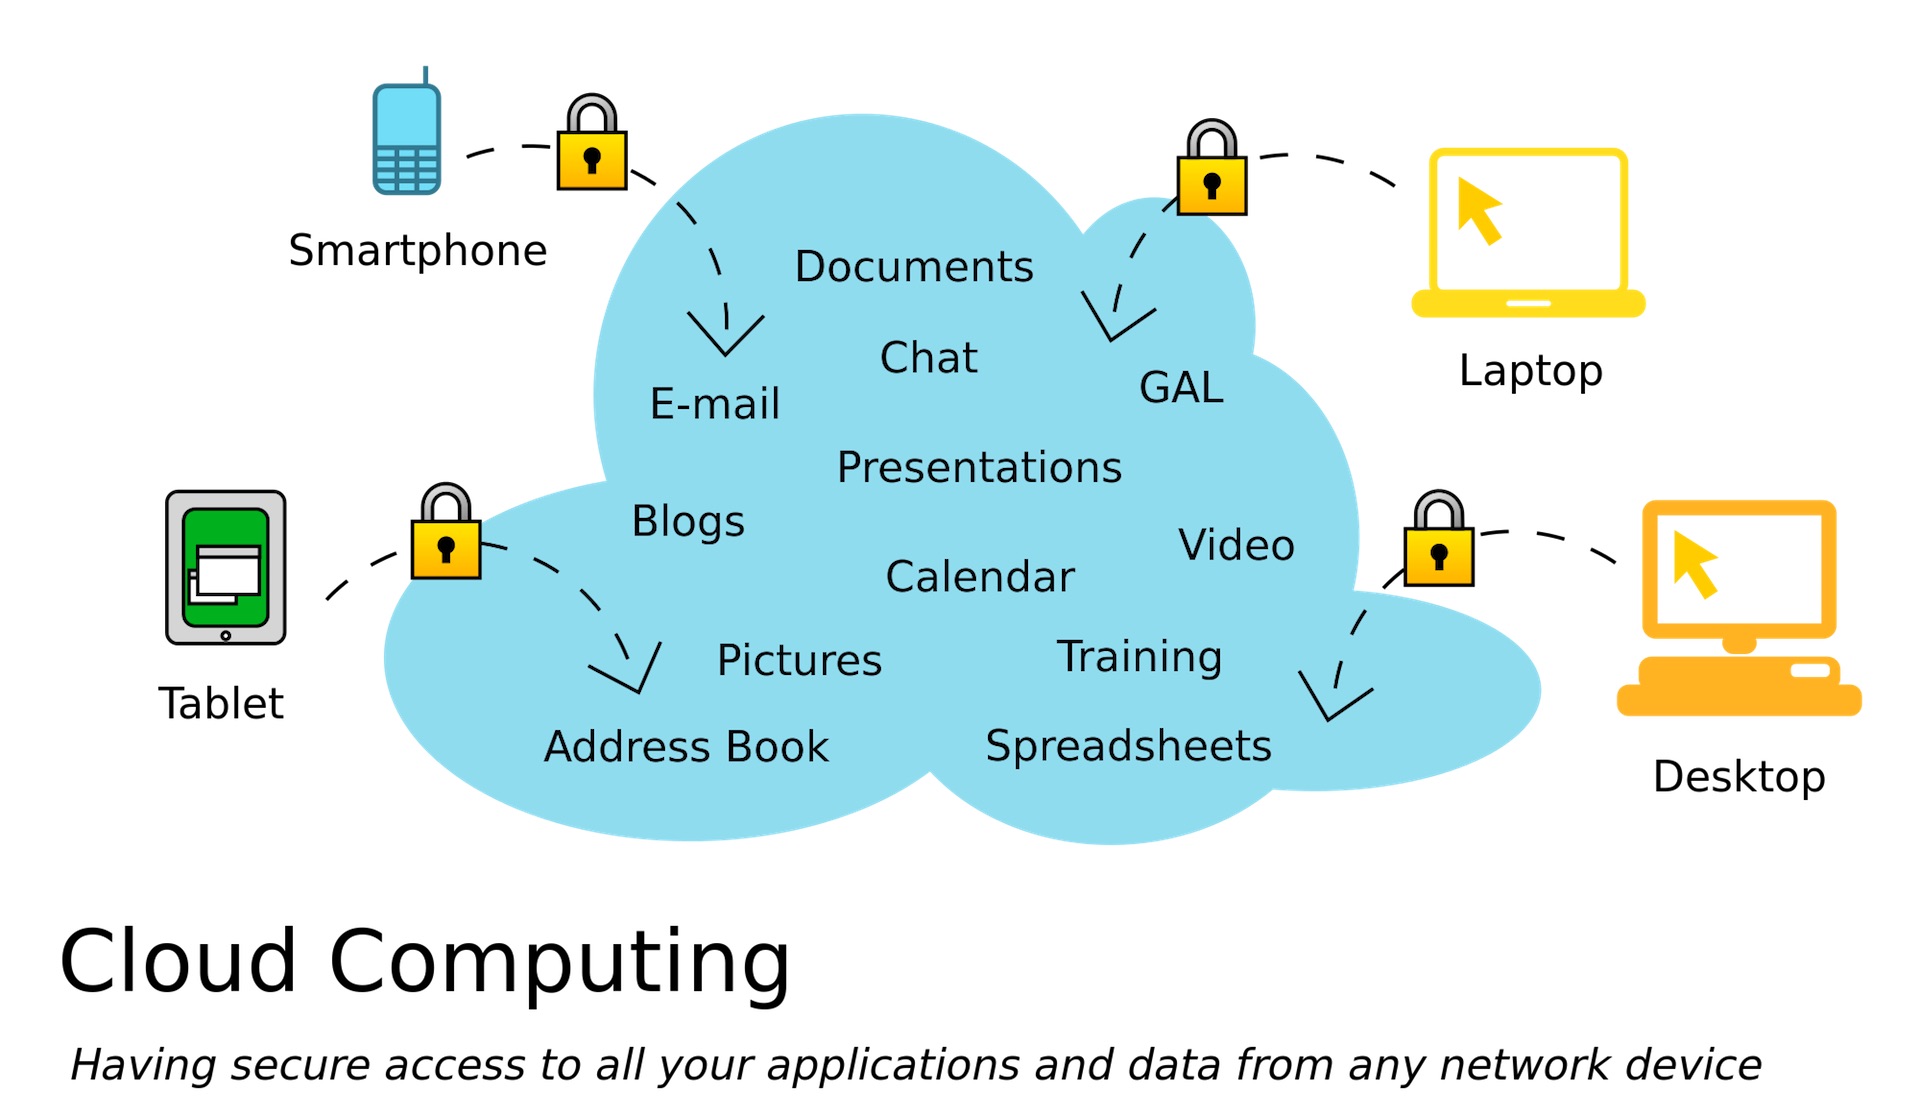 Smartphone
Documents
Chat
Laptop
GAL
E-mail
Presentations
Blogs
Video
Calendar
Pictures
Training
Tablet
Address Book
Spreadsheets
Desktop
Cloud Computing
Having secure access to all your applications and data from any network device